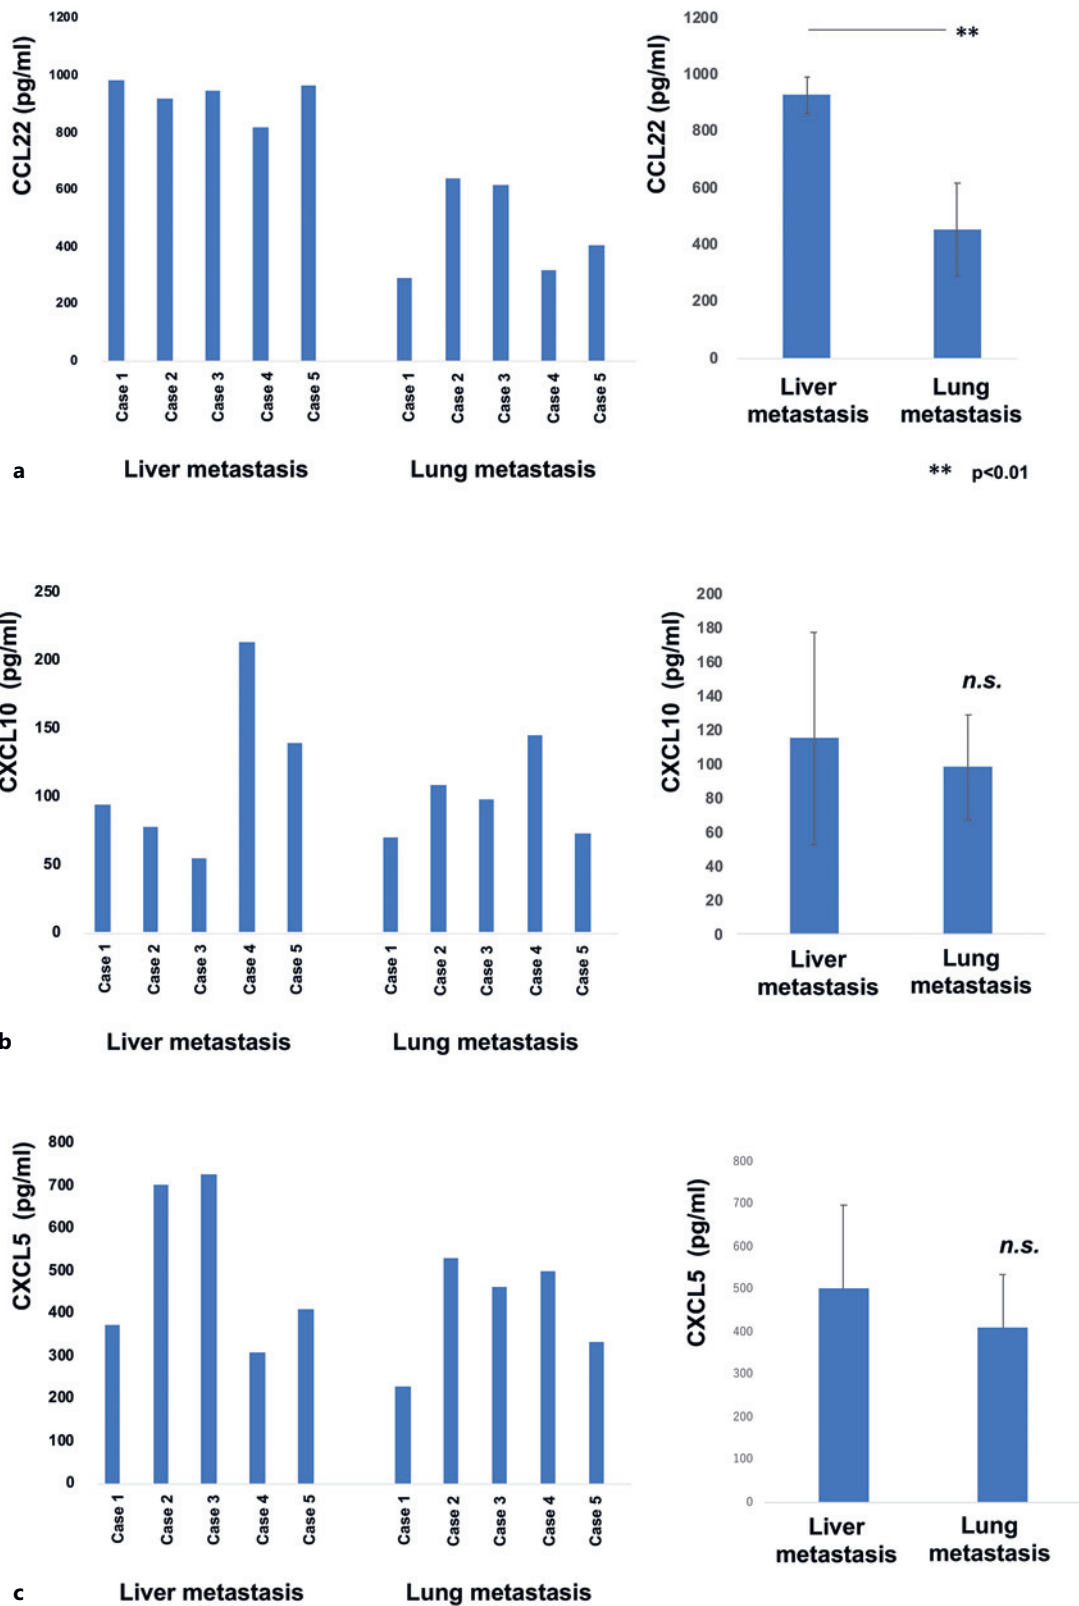 CCL22 (pg/ml)
1200
1000
800
600
400
200
0
Case 1 Case 2 Case 3 Case 4 Case 5 Case 1 Case 2 Case 3 Case 4 Case 5
Liver metastasis Lung metastasis
a
CCL22 (pg/ml)
1200
1000
800
600
400
200
0
**
Liver metastasis
Lung metastasis
** p<0.01
CXCL10 (pg/ml)
250
200
150
100
50
0
Case 1 Case 2 Case 3 Case 4 Case 5 Case 1 Case 2 Case 3 Case 4 Case 5
Liver metastasis Lung metastasis
b
CXCL10 (pg/ml)
200
180
160
140
120
100
80
60
40
20
0
n.s.
Liver metastasis
Lung metastasis
CXCL5 (pg/ml)
800
700
600
500
400
300
200
100
0
Case 1 Case 2 Case 3 Case 4 Case 5 Case 1 Case 2 Case 3 Case 4 Case 5
Liver metastasis Lung metastasis
c
CXCL5 (pg/ml)
800
700
600
500
400
300
200
100
0
n.s.
Liver metastasis
Lung metastasis